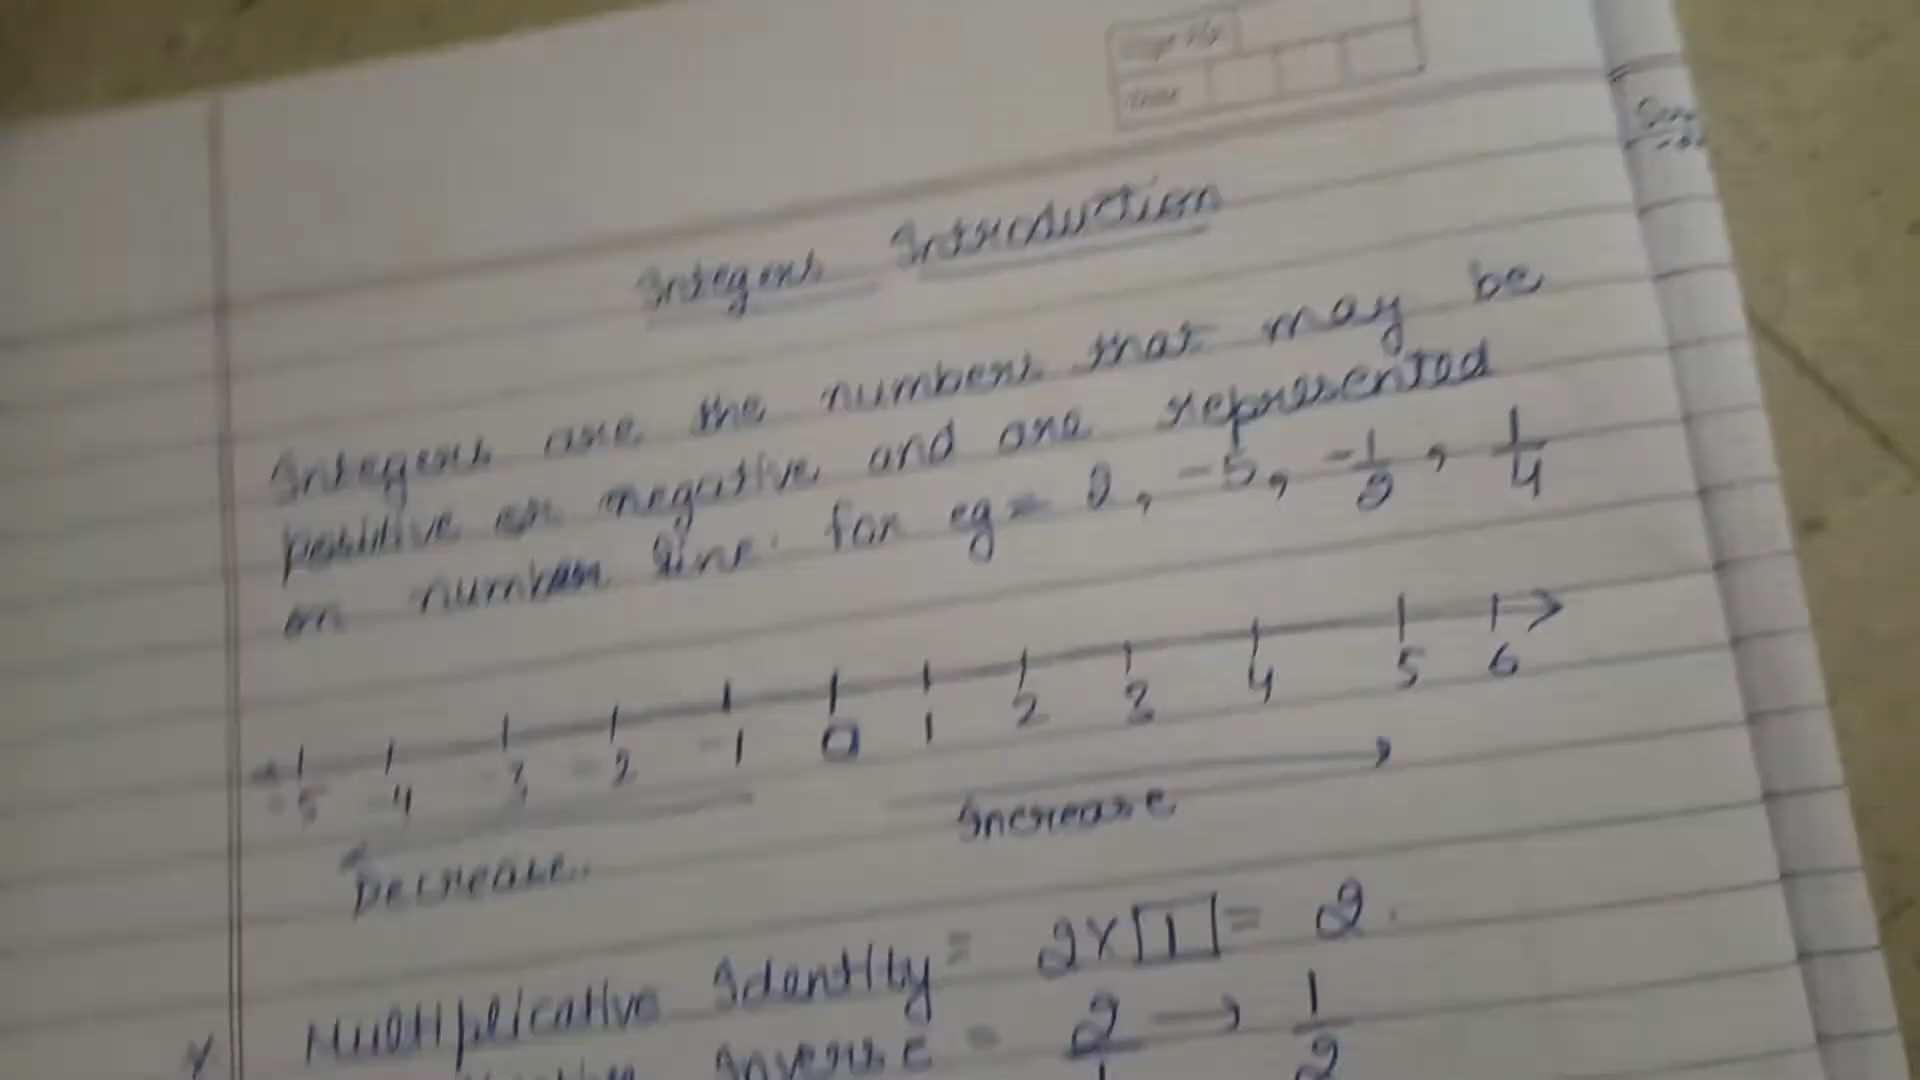 Integers Introduction
Integers are the numbers that may be
positive or negative and are represented
on number line. for eg = 2, -5, -1/2, 1/4
-5 -4 -3 -2 -1 0 1 2 3 4 5 6
Decrease. Increase
Multiplicative Identity = 2 x 1 = 2.
Inverse = 2/1 → 1/2